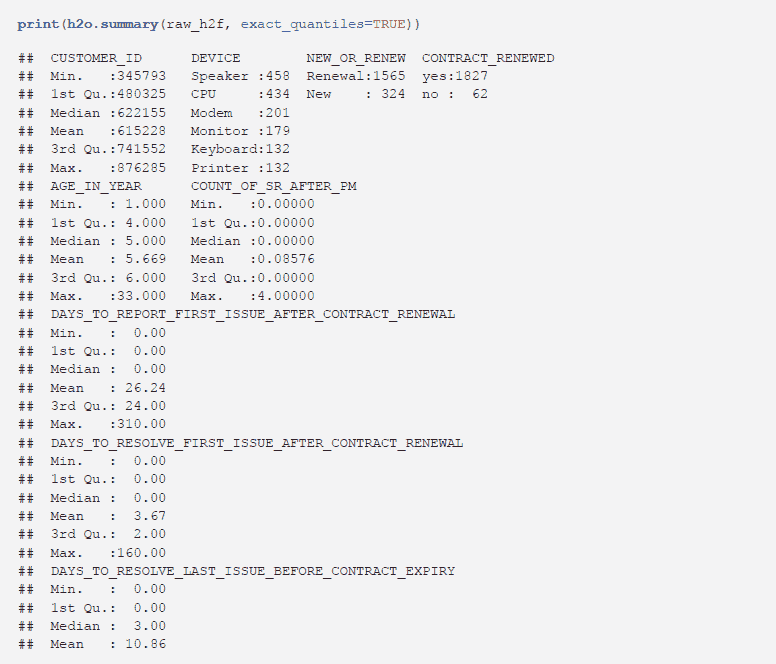 print(h2o.summary(raw_h2f, exact_quantiles=TRUE))
##  CUSTOMER_ID      DEVICE        NEW_OR_RENEW  CONTRACT_RENEWED
##  Min.   :345793   Speaker :458  Renewal:1565  yes:1827
##  1st Qu.:480325   CPU     :434  New    : 324  no :  62
##  Median :622155   Modem   :201
##  Mean   :615228   Monitor :179
##  3rd Qu.:741552   Keyboard:132
##  Max.   :876285   Printer :132
##  AGE_IN_YEAR      COUNT_OF_SR_AFTER_PM
##  Min.   : 1.000   Min.   :0.00000
##  1st Qu.: 4.000   1st Qu.:0.00000
##  Median : 5.000   Median :0.00000
##  Mean   : 5.669   Mean   :0.08576
##  3rd Qu.: 6.000   3rd Qu.:0.00000
##  Max.   :33.000   Max.   :4.00000
##  DAYS_TO_REPORT_FIRST_ISSUE_AFTER_CONTRACT_RENEWAL
##  Min.   :  0.00
##  1st Qu.:  0.00
##  Median :  0.00
##  Mean   : 26.24
##  3rd Qu.: 24.00
##  Max.   :310.00
##  DAYS_TO_RESOLVE_FIRST_ISSUE_AFTER_CONTRACT_RENEWAL
##  Min.   :  0.00
##  1st Qu.:  0.00
##  Median :  0.00
##  Mean   :  3.67
##  3rd Qu.:  2.00
##  Max.   :160.00
##  DAYS_TO_RESOLVE_LAST_ISSUE_BEFORE_CONTRACT_EXPIRY
##  Min.   :  0.00
##  1st Qu.:  0.00
##  Median :  3.00
##  Mean   : 10.86